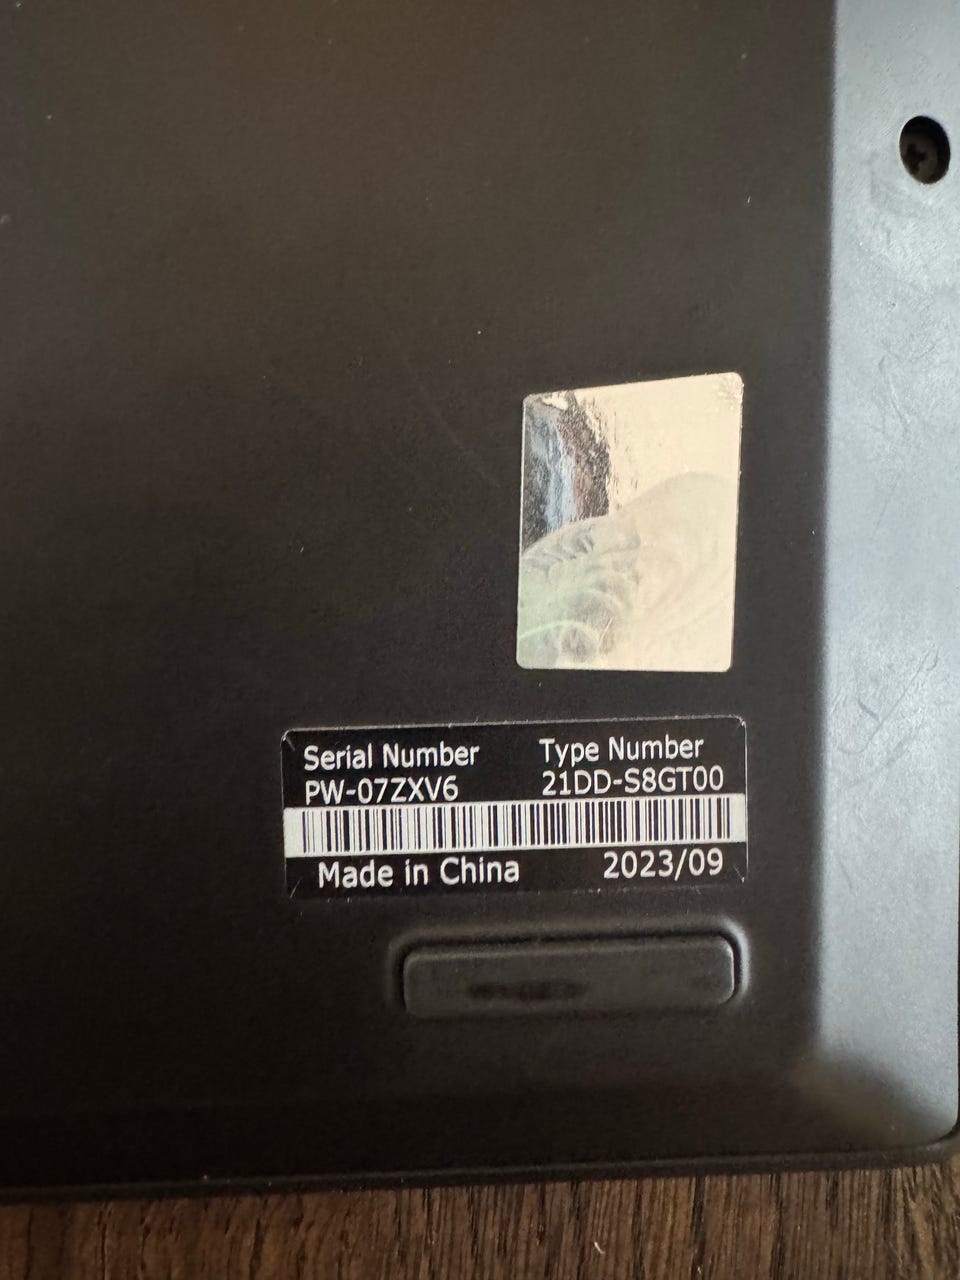 Serial Number Type Number
PW-07ZXV6 21DD-S8GT00
Made in China 2023/09